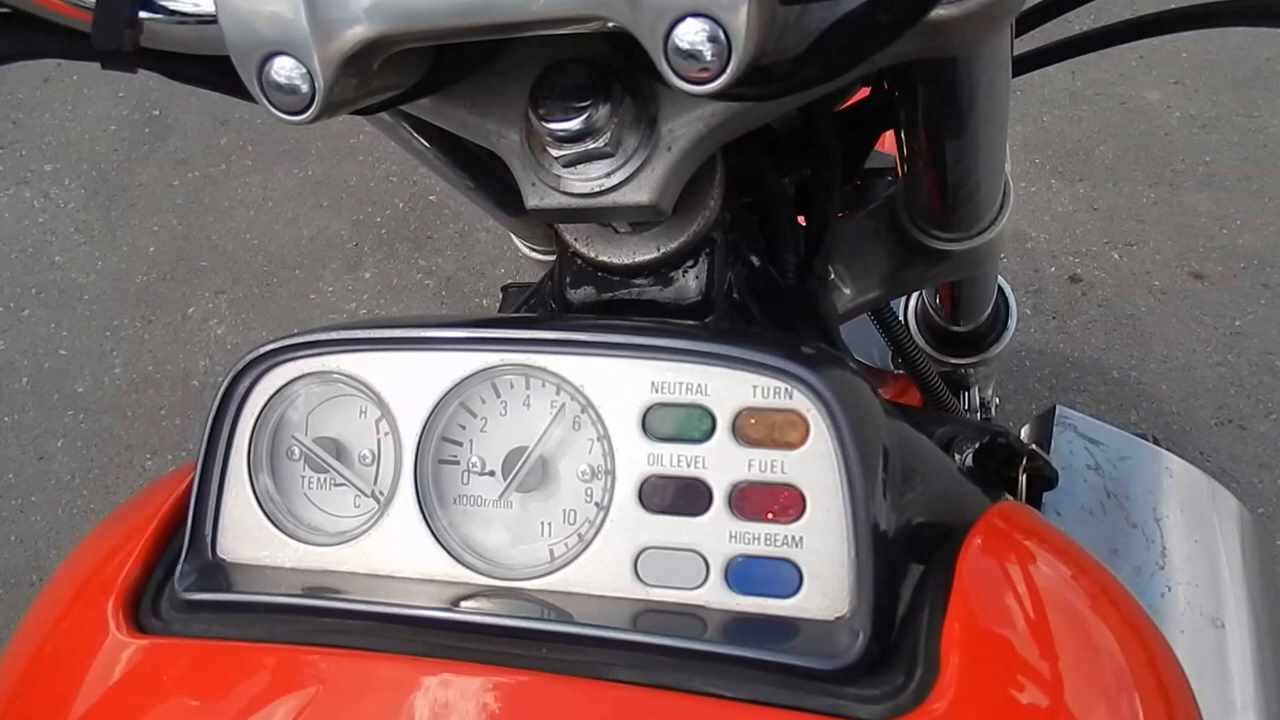 H
TEMP
C
0
1
2
3
4
5
6
7
8
9
10
11
x1000r/min
NEUTRAL
TURN
OIL LEVEL
FUEL
HIGH BEAM